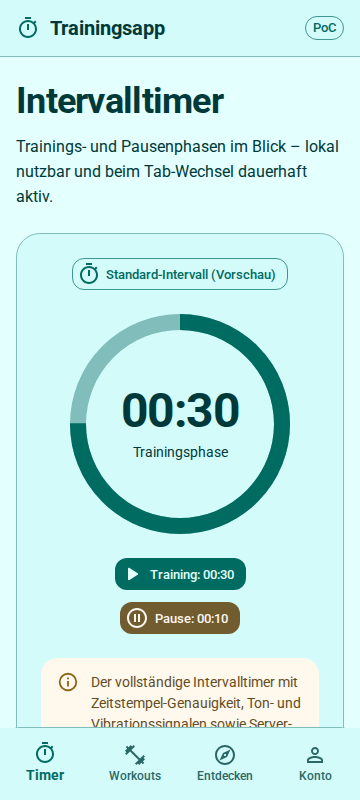 Trainingsapp
PoC
Intervalltimer
Trainings- und Pausenphasen im Blick – lokal
nutzbar und beim Tab-Wechsel dauerhaft
aktiv.
Standard-Intervall (Vorschau)
00:30
Trainingsphase
Training: 00:30
Pause: 00:10
Der vollständige Intervalltimer mit
Zeitstempel-Genauigkeit, Ton- und
Vibrationssignalen sowie Server-
Timer
Workouts
Entdecken
Konto